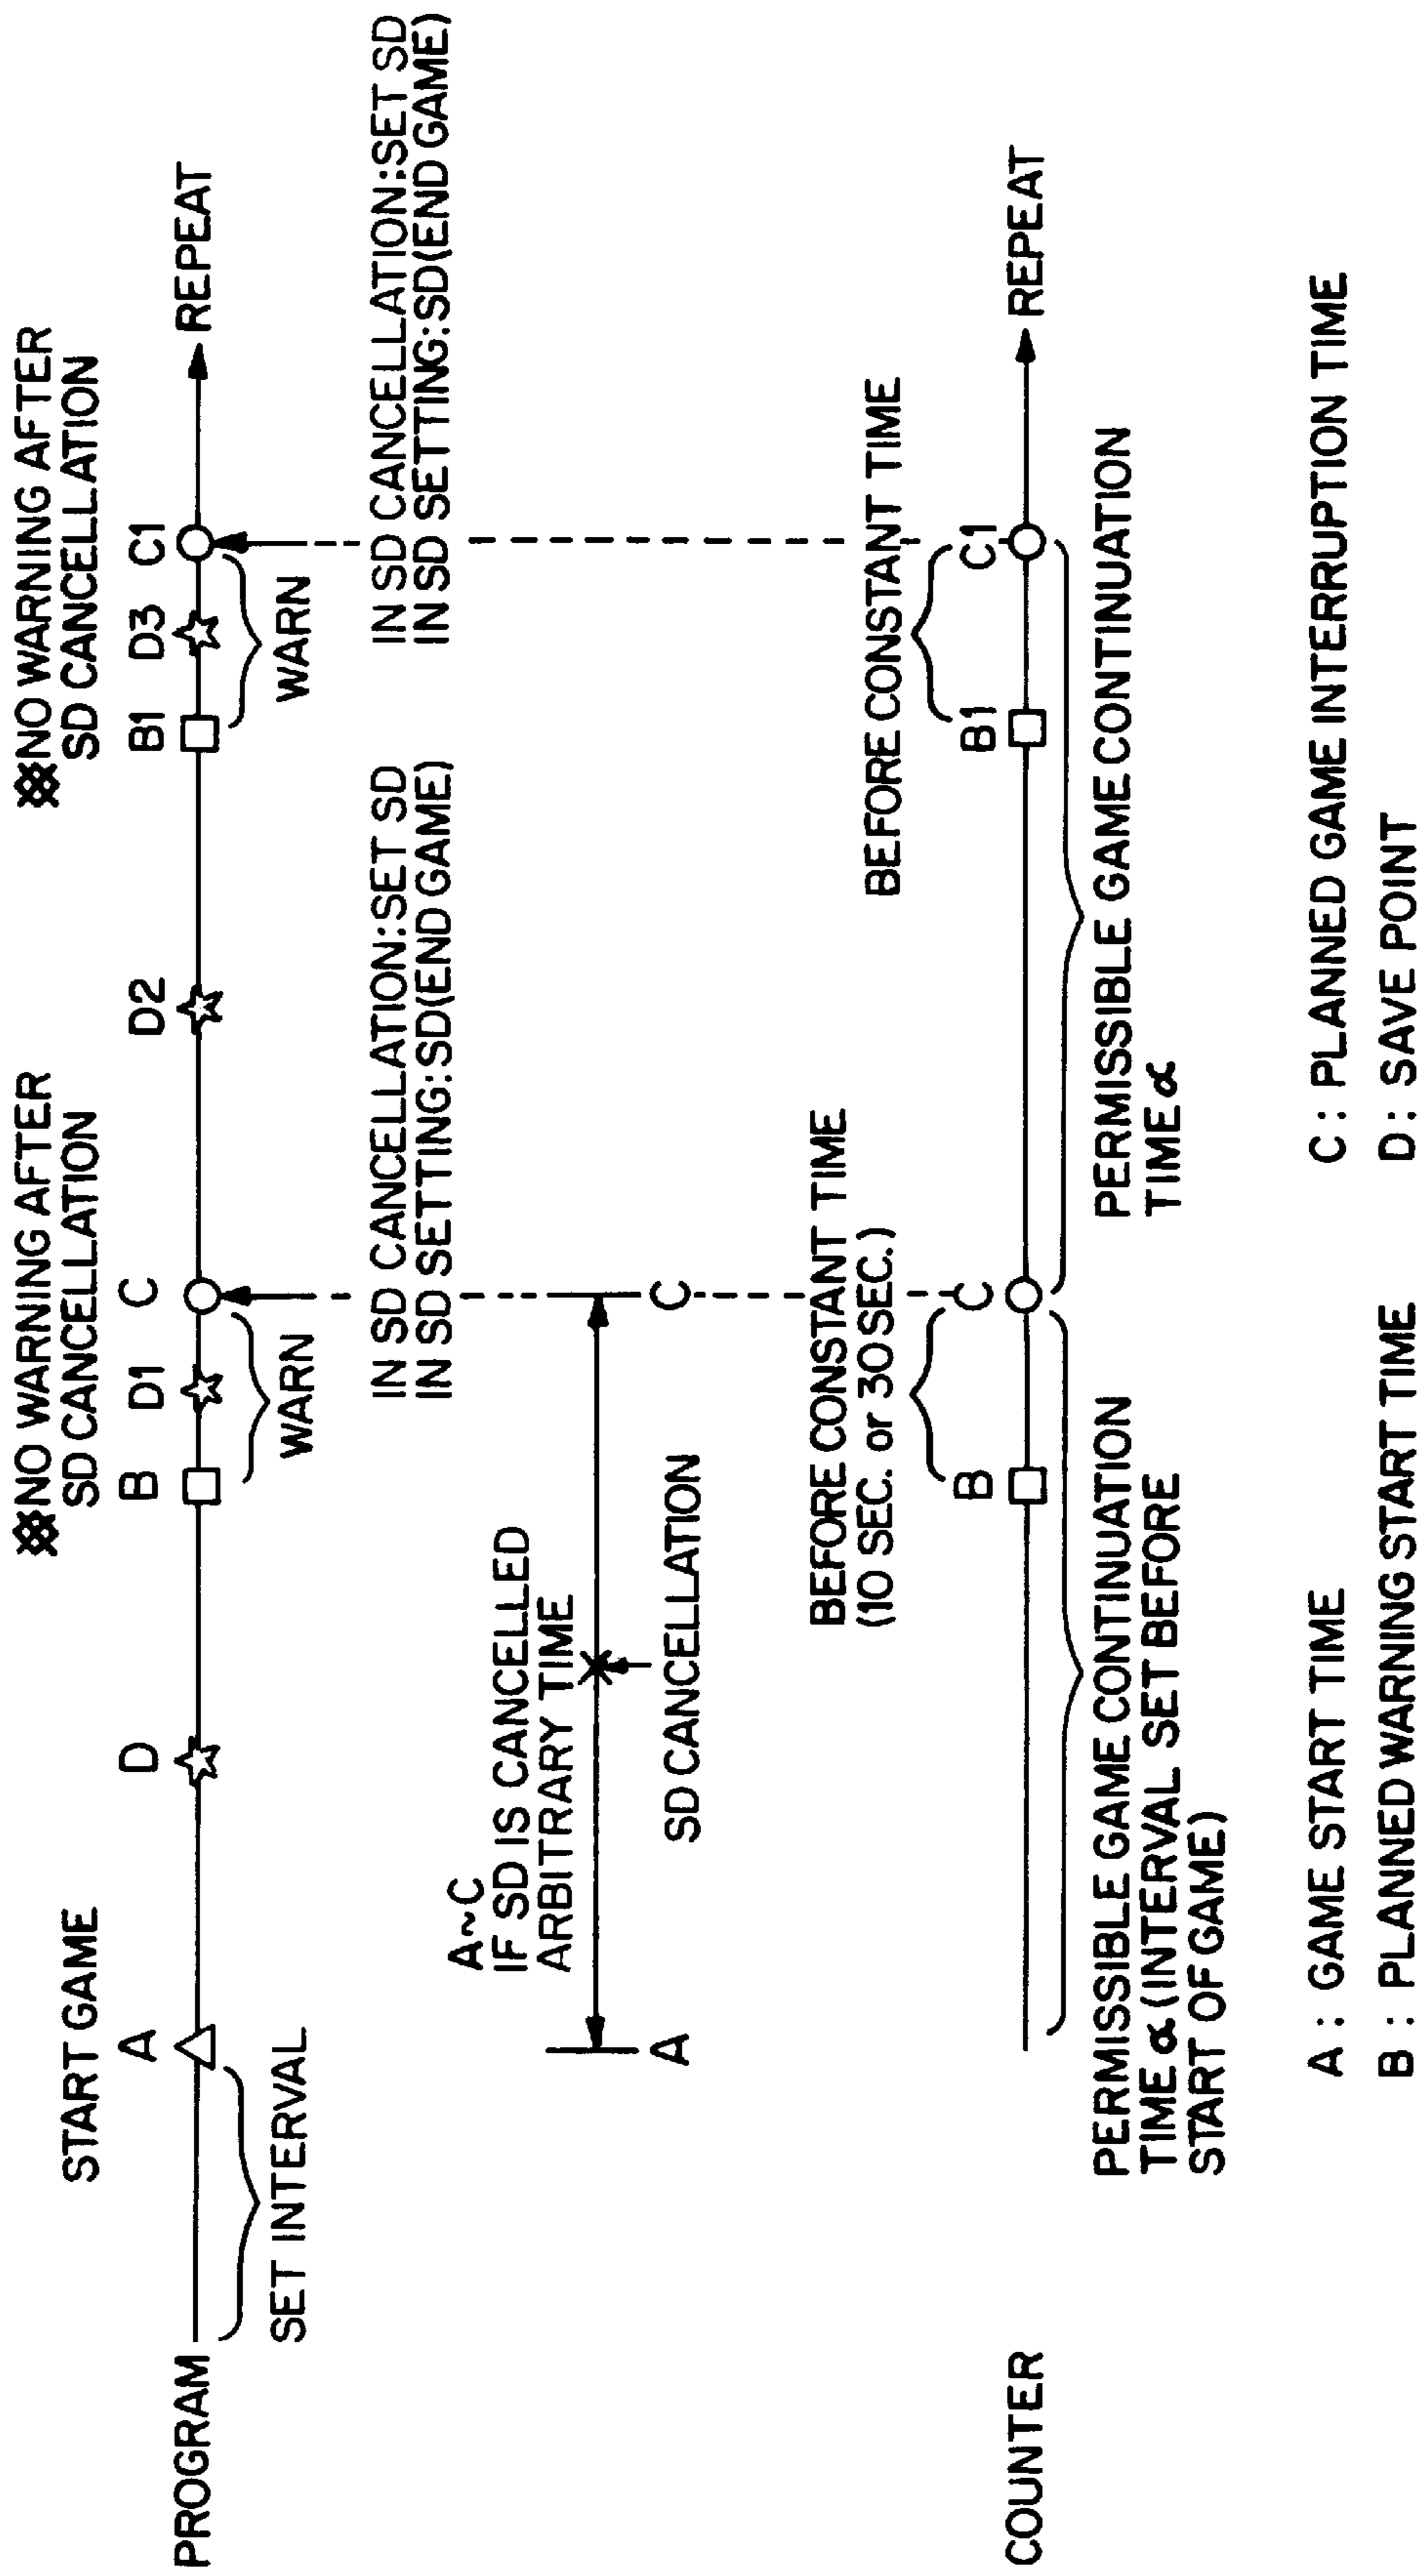 ※NO WARNING AFTER
SD CANCELLATION
※NO WARNING AFTER
SD CANCELLATION
START GAME
A
D
B
D1
C
D2
B1
D3
C1
PROGRAM
REPEAT
SET INTERVAL
WARN
WARN
IN SD CANCELLATION:SET SD
IN SD SETTING:SD(END GAME)
IN SD CANCELLATION:SET SD
IN SD SETTING:SD(END GAME)
A~C
IF SD IS CANCELLED
ARBITRARY TIME
A
SD CANCELLATION
C
BEFORE CONSTANT TIME
(10 SEC. or 30SEC.)
BEFORE CONSTANT TIME
B
C
B1
C1
COUNTER
REPEAT
PERMISSIBLE GAME CONTINUATION
TIME α (INTERVAL SET BEFORE
START OF GAME)
PERMISSIBLE GAME CONTINUATION
TIME α
A : GAME START TIME
C : PLANNED GAME INTERRUPTION TIME
B : PLANNED WARNING START TIME
D : SAVE POINT